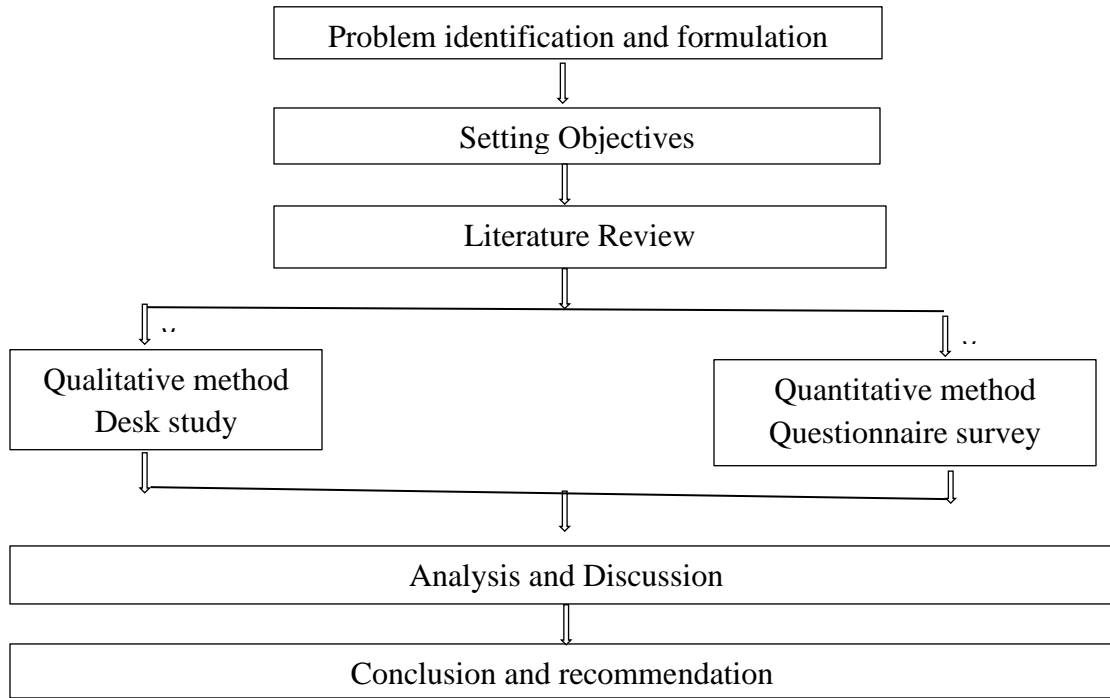 Problem identification and formulation
Setting Objectives
Literature Review
Qualitative method
Desk study
Quantitative method
Questionnaire survey
Analysis and Discussion
Conclusion and recommendation